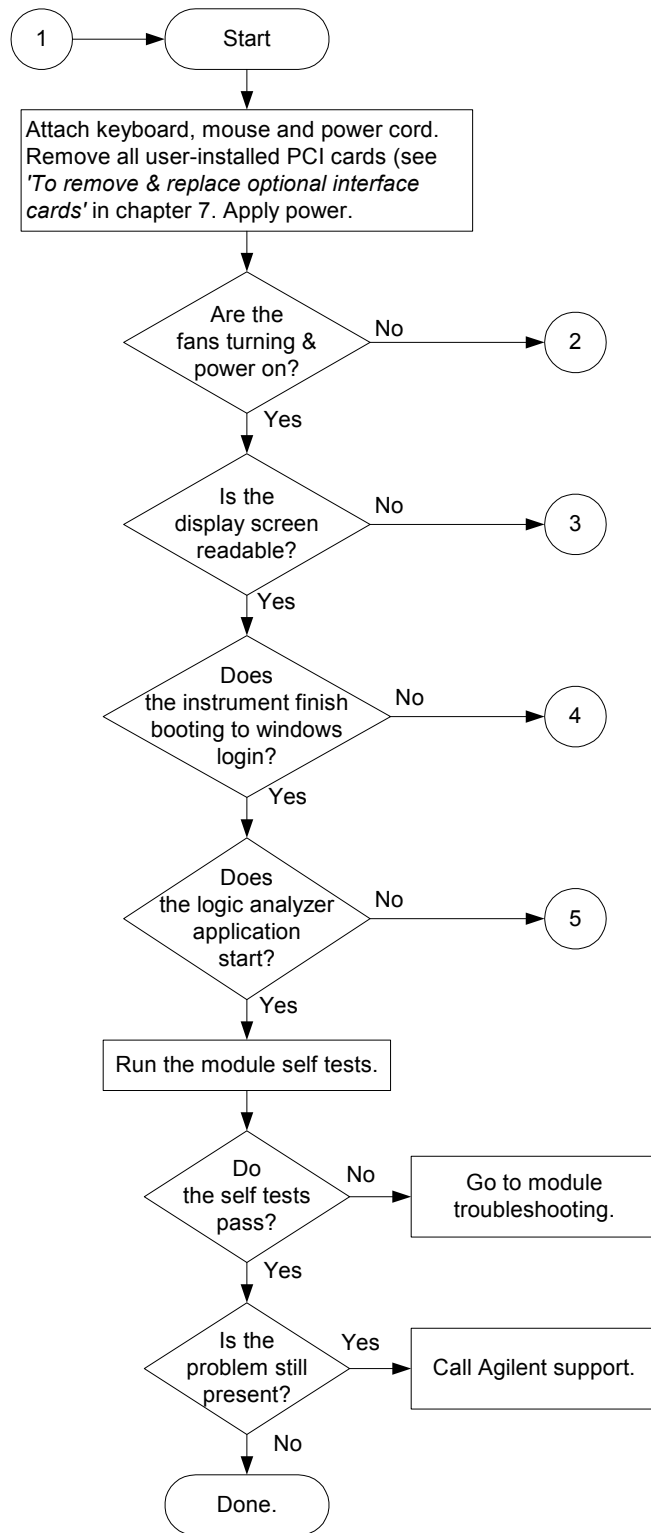 1
Start
Attach keyboard, mouse and power cord.
Remove all user-installed PCI cards (see
'To remove & replace optional interface
cards' in chapter 7. Apply power.
Are the
fans turning &
power on?
No
2
Yes
Is the
display screen
readable?
No
3
Yes
Does
the instrument finish
booting to windows
login?
No
4
Yes
Does
the logic analyzer
application
start?
No
5
Yes
Run the module self tests.
Do
the self tests
pass?
No
Go to module
troubleshooting.
Yes
Is the
problem still
present?
Yes
Call Agilent support.
No
Done.